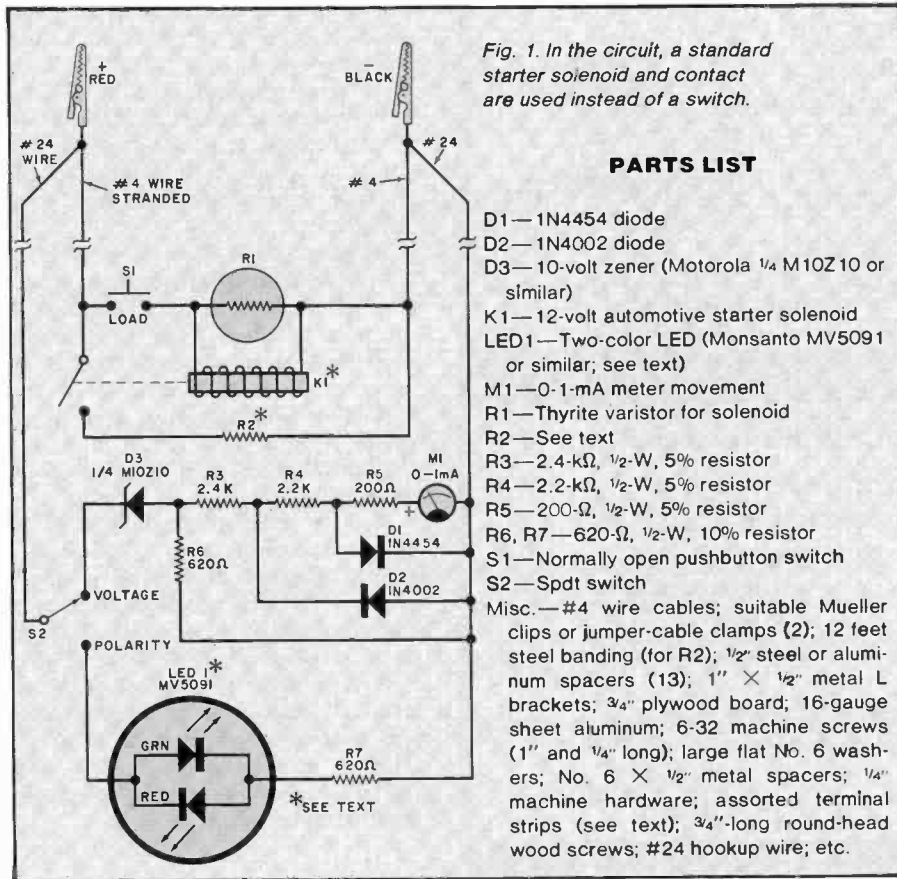 +
RED
−
BLACK
Fig. 1. In the circuit, a standard
starter solenoid and contact
are used instead of a switch.
#24
WIRE
#4 WIRE
STRANDED
#24
#4
S1
LOAD
R1
K1*
R2*
D3
1/4 M10Z10
R3
2.4K
R4
2.2K
R5
200Ω
M1
0-1mA
+
R6
620Ω
D1
1N4454
D2
1N4002
VOLTAGE
S2
POLARITY
LED 1*
MV5091
GRN
RED
R7
620Ω
*SEE TEXT
PARTS LIST
D1—1N4454 diode
D2—1N4002 diode
D3—10-volt zener (Motorola 1/4 M10Z10 or
similar)
K1—12-volt automotive starter solenoid
LED1—Two-color LED (Monsanto MV5091
or similar; see text)
M1—0-1-mA meter movement
R1—Thyrite varistor for solenoid
R2—See text
R3—2.4-kΩ, 1/2-W, 5% resistor
R4—2.2-kΩ, 1/2-W, 5% resistor
R5—200-Ω, 1/2-W, 5% resistor
R6, R7—620-Ω, 1/2-W, 10% resistor
S1—Normally open pushbutton switch
S2—Spdt switch
Misc.—#4 wire cables; suitable Mueller
clips or jumper-cable clamps (2); 12 feet
steel banding (for R2); 1/2" steel or alumi-
num spacers (13); 1" × 1/2" metal L
brackets; 3/4" plywood board; 16-gauge
sheet aluminum; 6-32 machine screws
(1" and 1/4" long); large flat No. 6 wash-
ers; No. 6 × 1/2" metal spacers; 1/4"
machine hardware; assorted terminal
strips (see text); 3/4"-long round-head
wood screws; #24 hookup wire; etc.